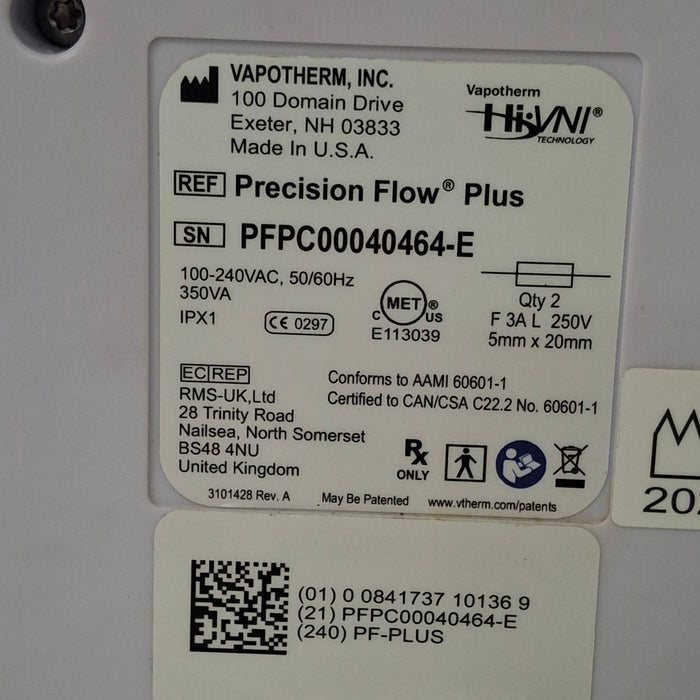 VAPOTHERM, INC.
100 Domain Drive
Exeter, NH 03833
Made In U.S.A.
Vapotherm
Hi-VNI®
TECHNOLOGY
REF Precision Flow® Plus
SN PFPC00040464-E
100-240VAC, 50/60Hz
350VA
IPX1
CE 0297
C MET® US
E113039
Qty 2
F 3A L 250V
5mm x 20mm
EC REP
RMS-UK,Ltd
28 Trinity Road
Nailsea, North Somerset
BS48 4NU
United Kingdom
Conforms to AAMI 60601-1
Certified to CAN/CSA C22.2 No. 60601-1
Rx
ONLY
3101428 Rev. A
May Be Patented
www.vtherm.com/patents
20
(01) 0 0841737 10136 9
(21) PFPC00040464-E
(240) PF-PLUS